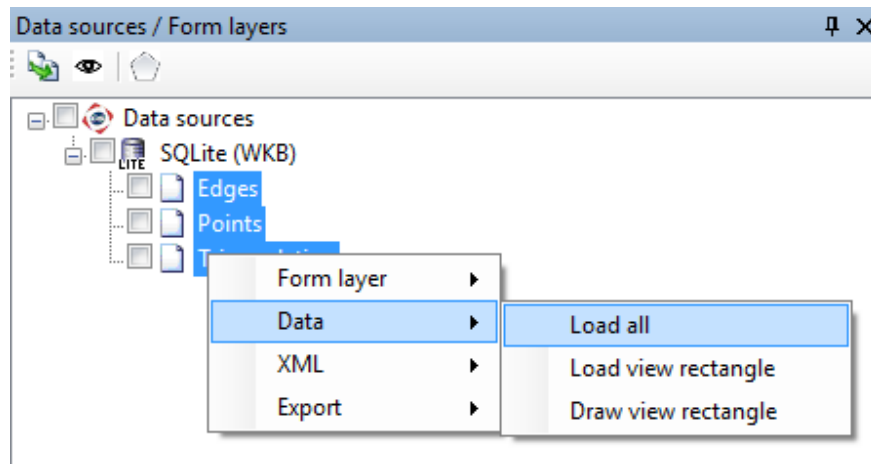 Data sources / Form layers
Data sources
LITE
SQLite (WKB)
Edges
Points
Form layer
Data
XML
Export
Load all
Load view rectangle
Draw view rectangle